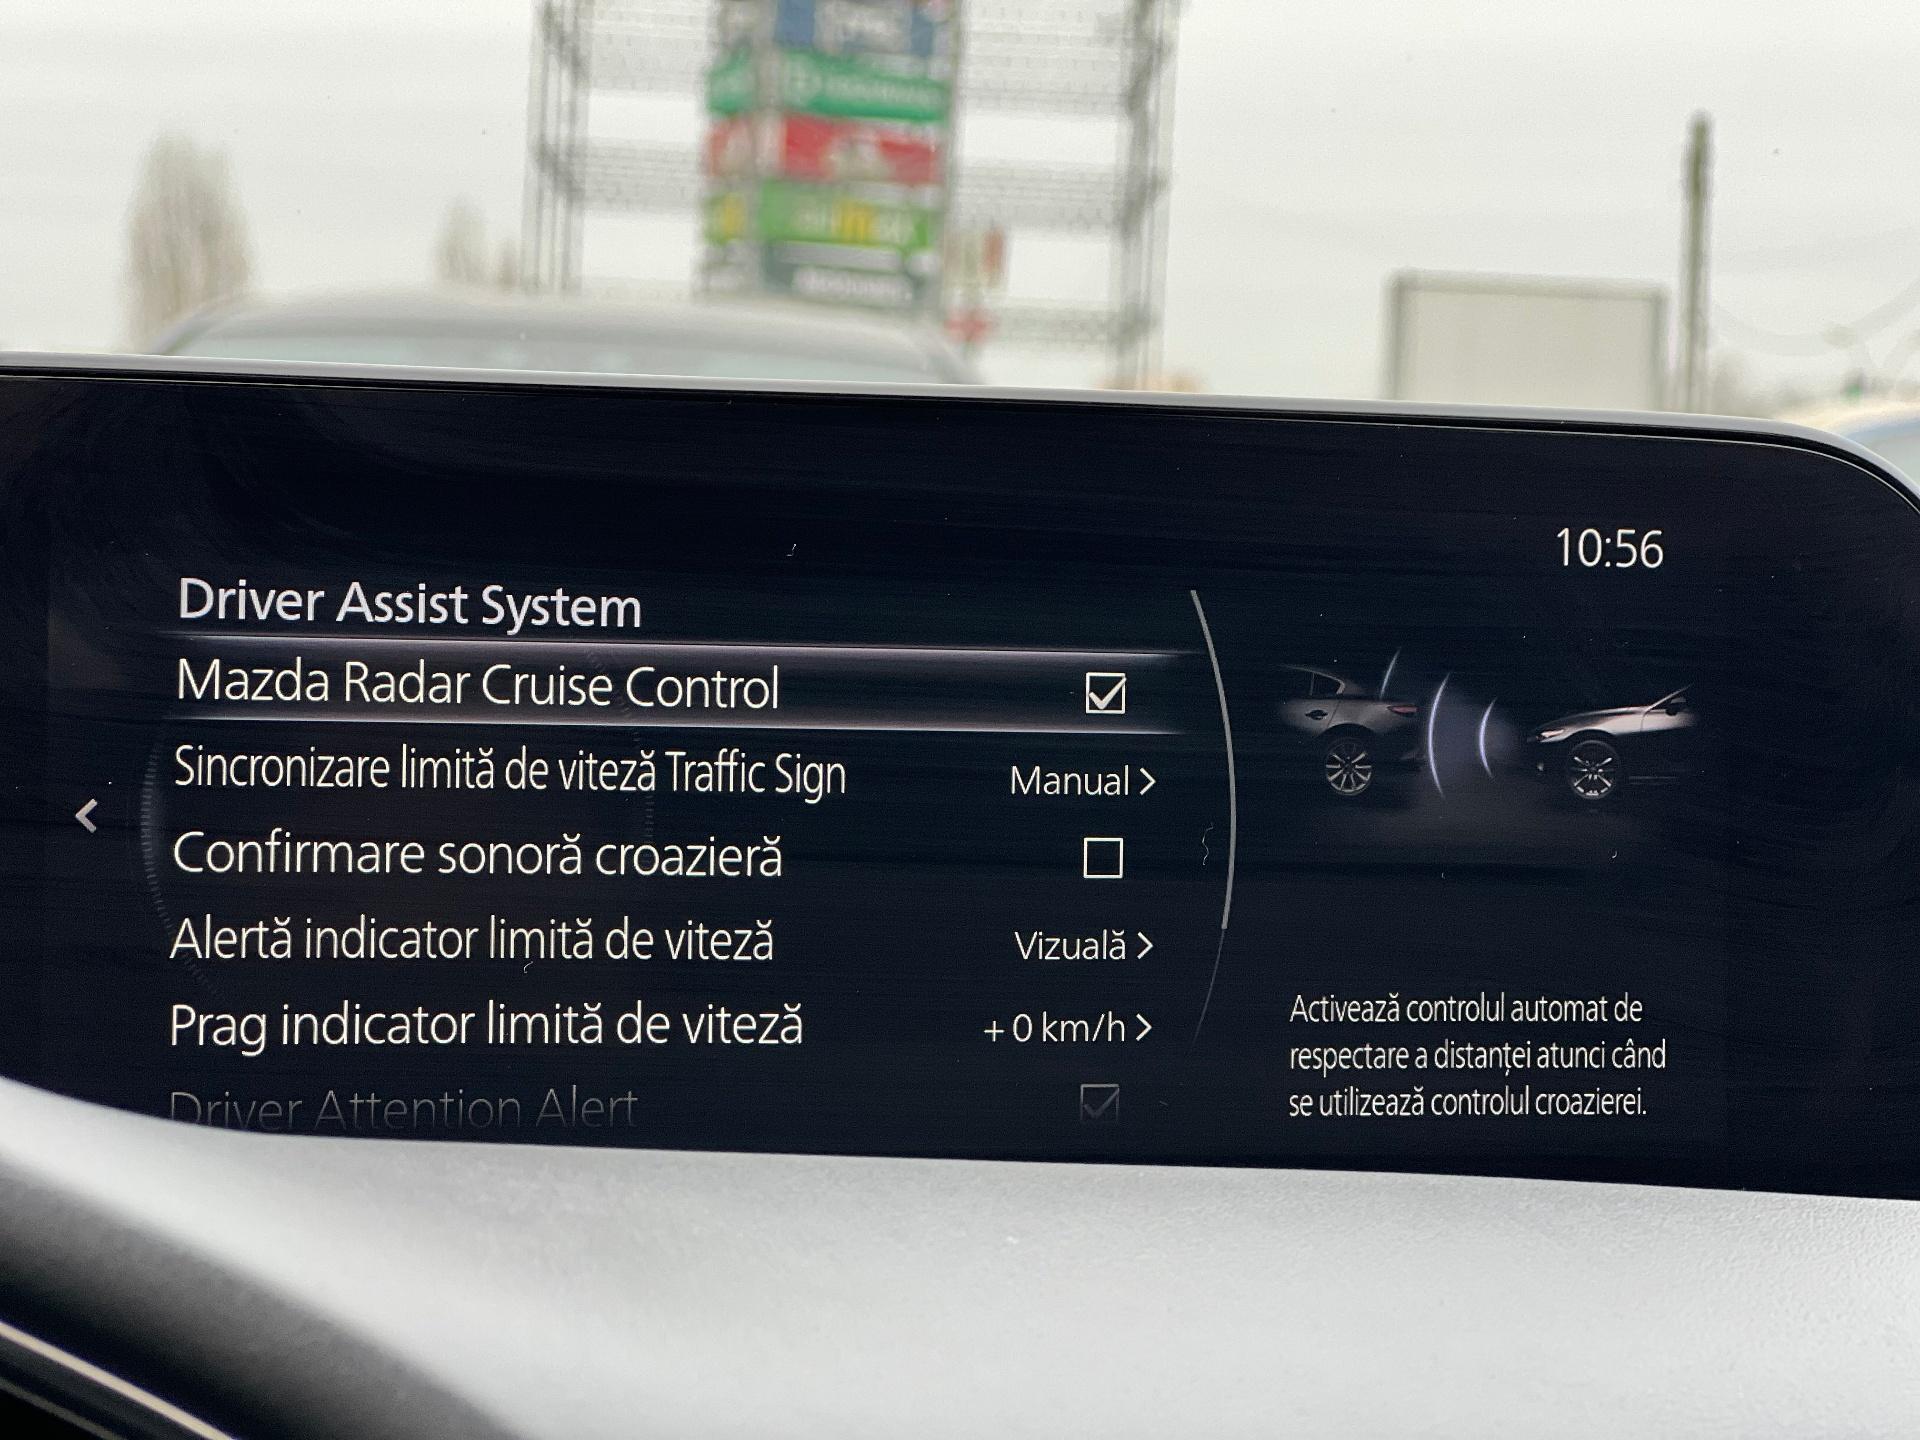 10:56
Driver Assist System
Mazda Radar Cruise Control
Sincronizare limită de viteză Traffic Sign Manual
Confirmare sonoră croazieră
Alertă indicator limită de viteză Vizuală
Prag indicator limită de viteză +0 km/h
Driver Attention Alert
Activează controlul automat de
respectare a distanței atunci când
se utilizează controlul croazierei.